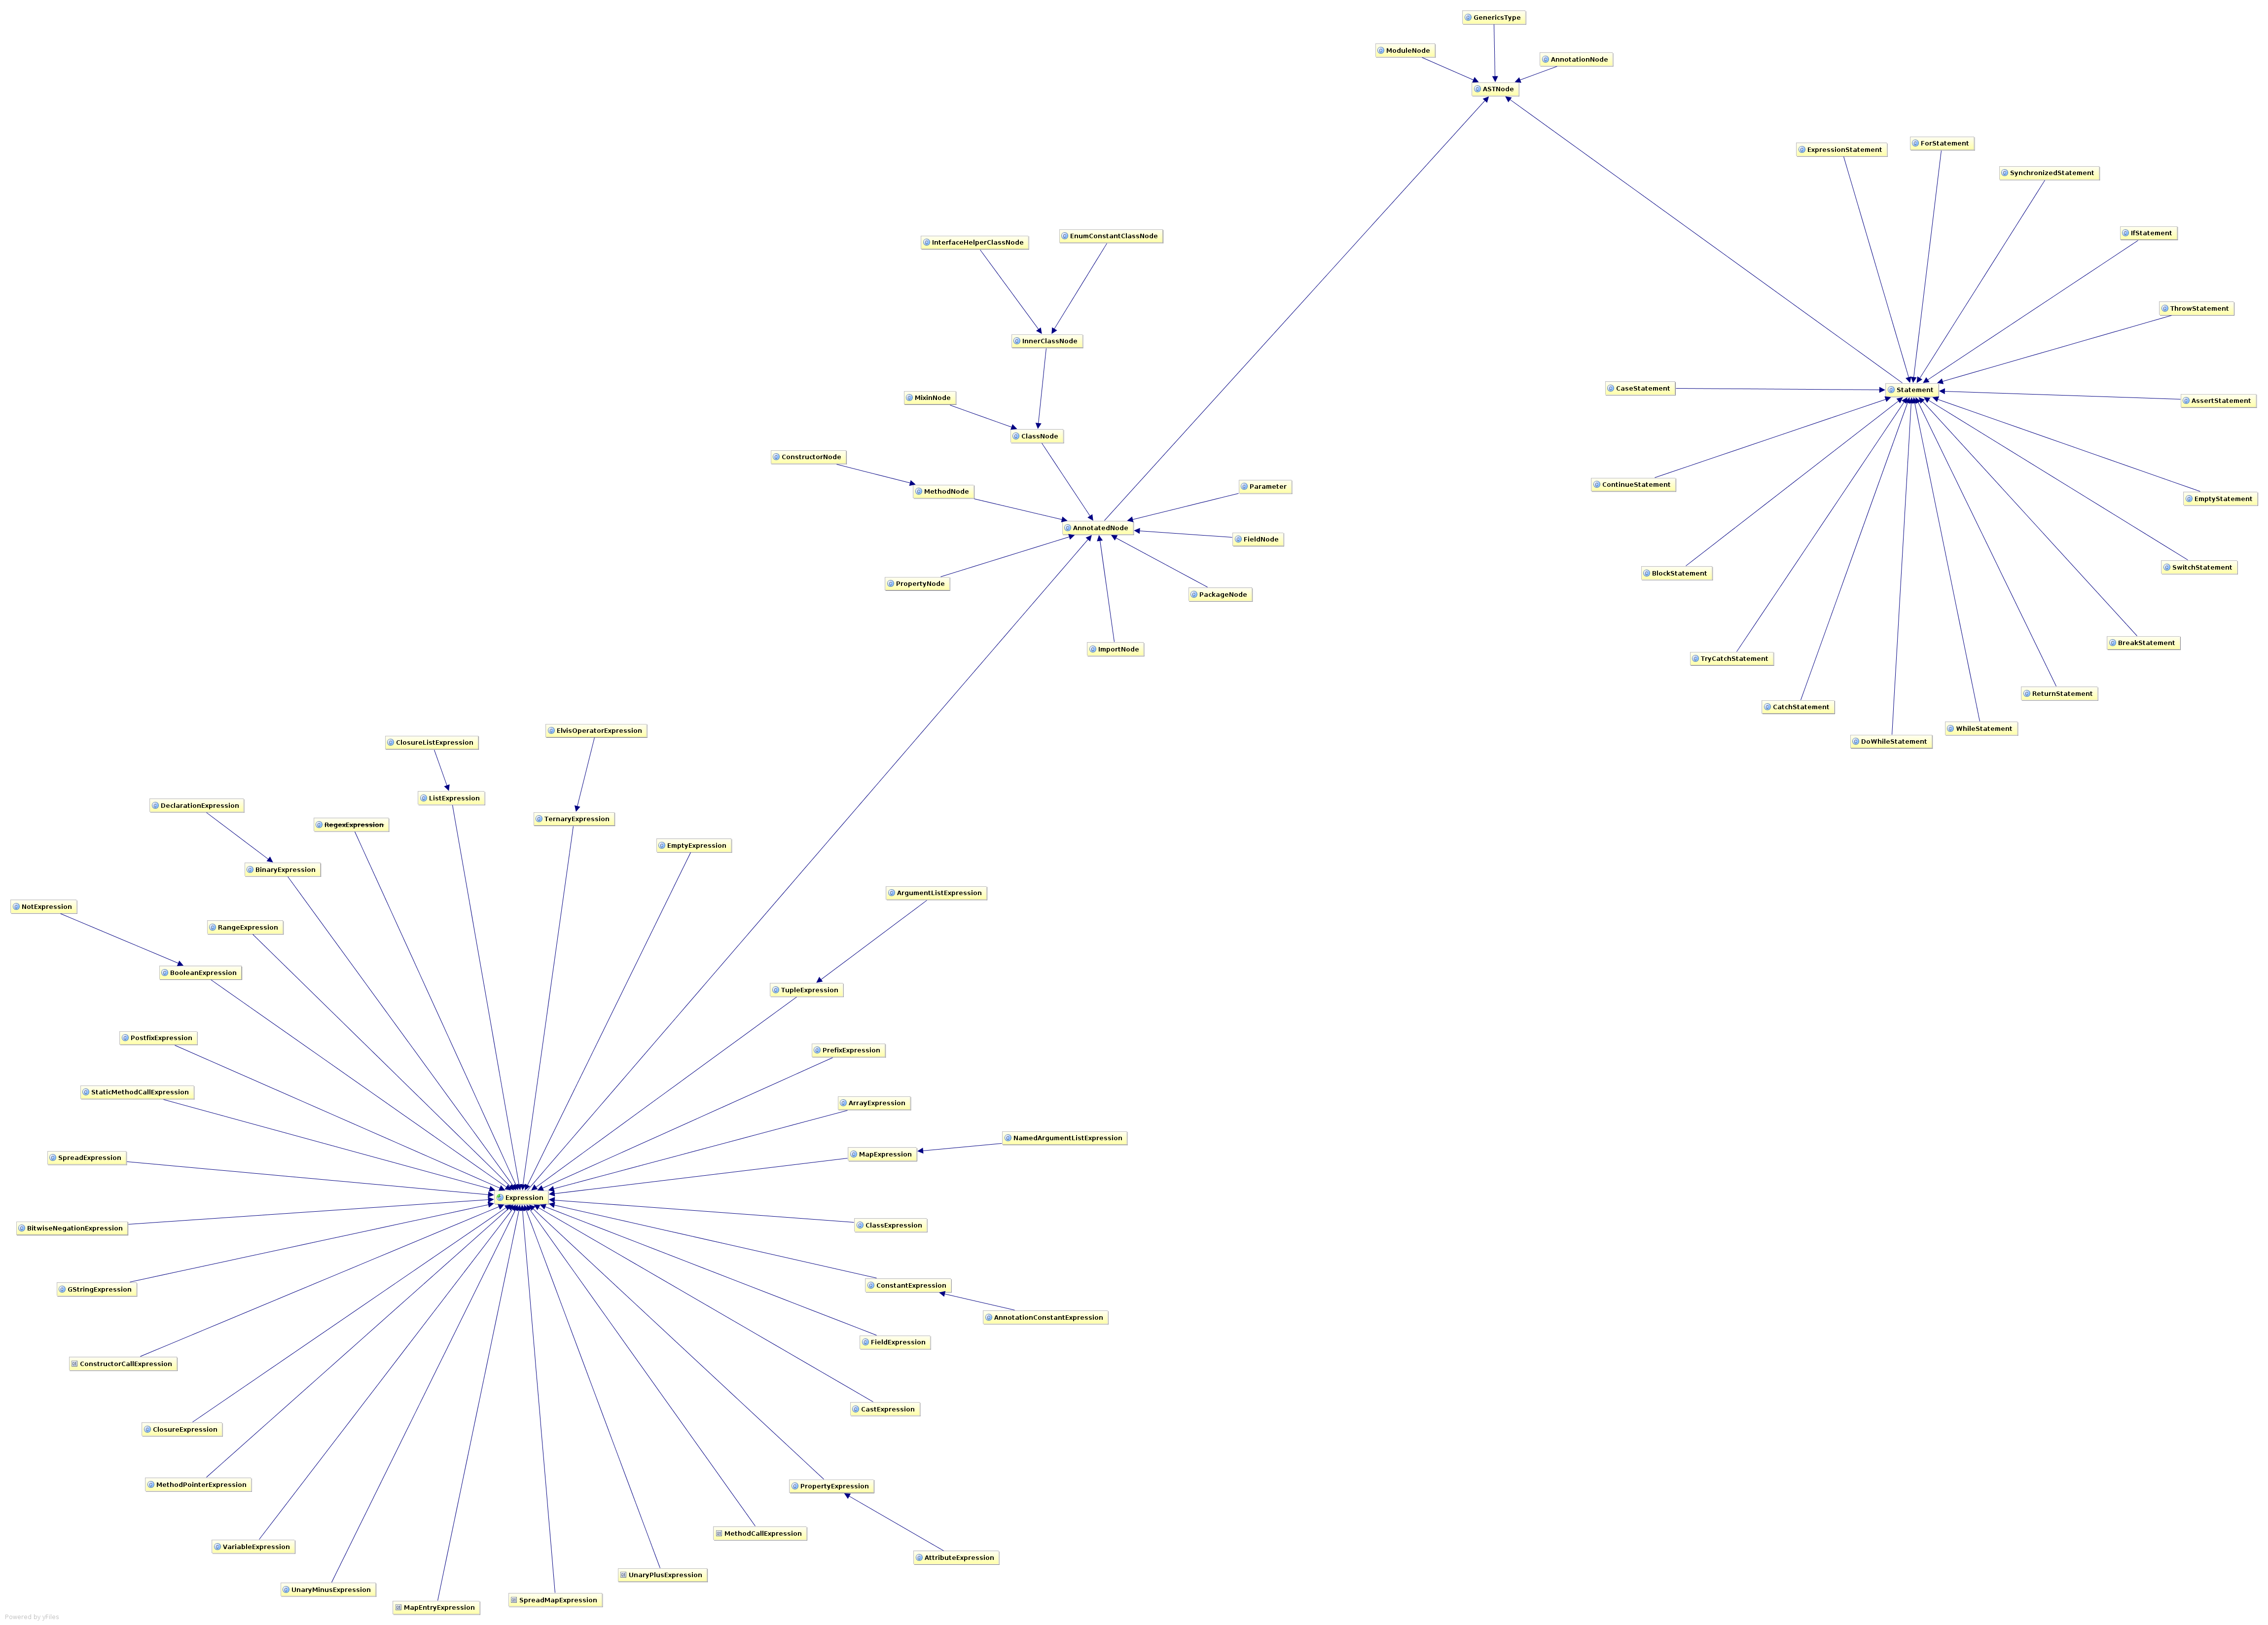 GenericsType
ModuleNode
AnnotationNode
ASTNode
ForStatement
ExpressionStatement
SynchronizedStatement
IfStatement
EnumConstantClassNode
InterfaceHelperClassNode
ThrowStatement
InnerClassNode
CaseStatement
Statement
MixinNode
AssertStatement
ClassNode
ConstructorNode
ContinueStatement
Parameter
MethodNode
EmptyStatement
AnnotatedNode
FieldNode
SwitchStatement
BlockStatement
PropertyNode
PackageNode
BreakStatement
ImportNode
TryCatchStatement
ReturnStatement
CatchStatement
WhileStatement
ElvisOperatorExpression
DoWhileStatement
ClosureListExpression
ListExpression
DeclarationExpression
TernaryExpression
RegexExpression
EmptyExpression
BinaryExpression
ArgumentListExpression
NotExpression
RangeExpression
BooleanExpression
TupleExpression
PostfixExpression
PrefixExpression
StaticMethodCallExpression
ArrayExpression
NamedArgumentListExpression
MapExpression
SpreadExpression
Expression
ClassExpression
BitwiseNegationExpression
ConstantExpression
GStringExpression
AnnotationConstantExpression
FieldExpression
ConstructorCallExpression
CastExpression
ClosureExpression
MethodPointerExpression
PropertyExpression
MethodCallExpression
VariableExpression
AttributeExpression
UnaryPlusExpression
UnaryMinusExpression
SpreadMapExpression
MapEntryExpression
Powered by yFiles